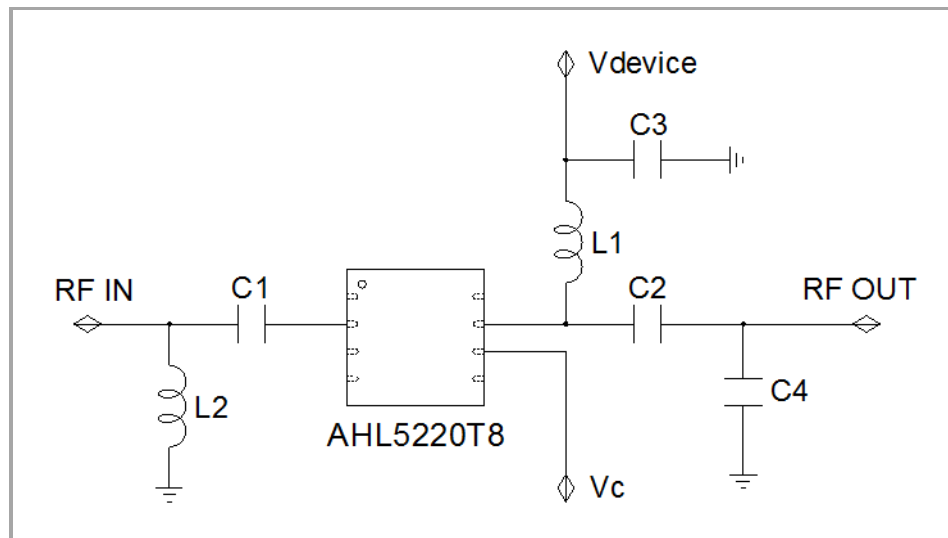 Vdevice
C3
L1
RF IN
C1
C2
RF OUT
L2
C4
AHL5220T8
Vc